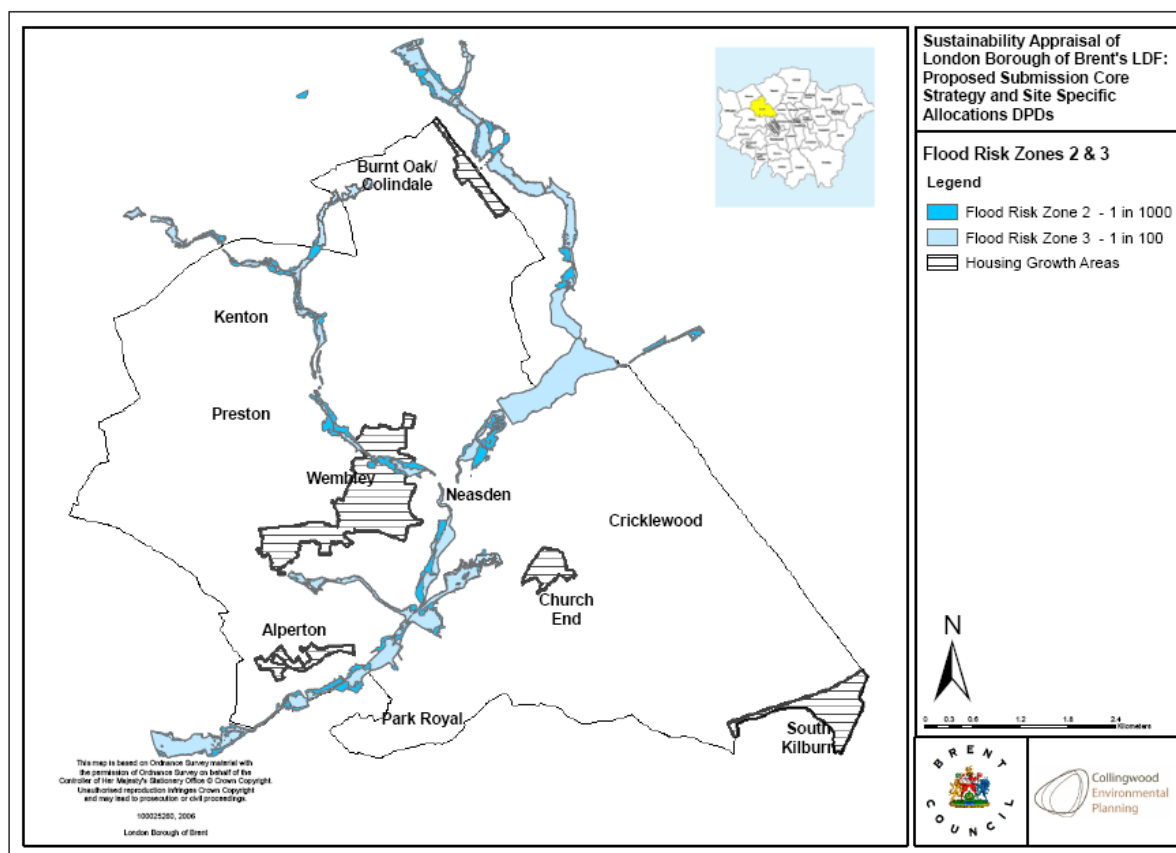 Sustainability Appraisal of
London Borough of Brent's LDF:
Proposed Submission Core
Strategy and Site Specific
Allocations DPDs
Flood Risk Zones 2 & 3
Legend
Flood Risk Zone 2 - 1 in 1000
Flood Risk Zone 3 - 1 in 100
Housing Growth Areas
Burnt Oak/
Colindale
Kenton
Preston
Wembley
Neasden
Cricklewood
Church
End
Alperton
Park Royal
South
Kilburn
This map is based on Ordnance Survey material with
the permission of Ordnance Survey on behalf of the
Controller of Her Majesty's Stationery Office © Crown Copyright.
Unauthorised reproduction infringes Crown Copyright
and may lead to prosecution or civil proceedings.
100025260, 2006
London Borough of Brent
N
0 0.3 0.6 1.2 1.8 2.4
Kilometers
BRENT
COUNCIL
Collingwood
Environmental
Planning